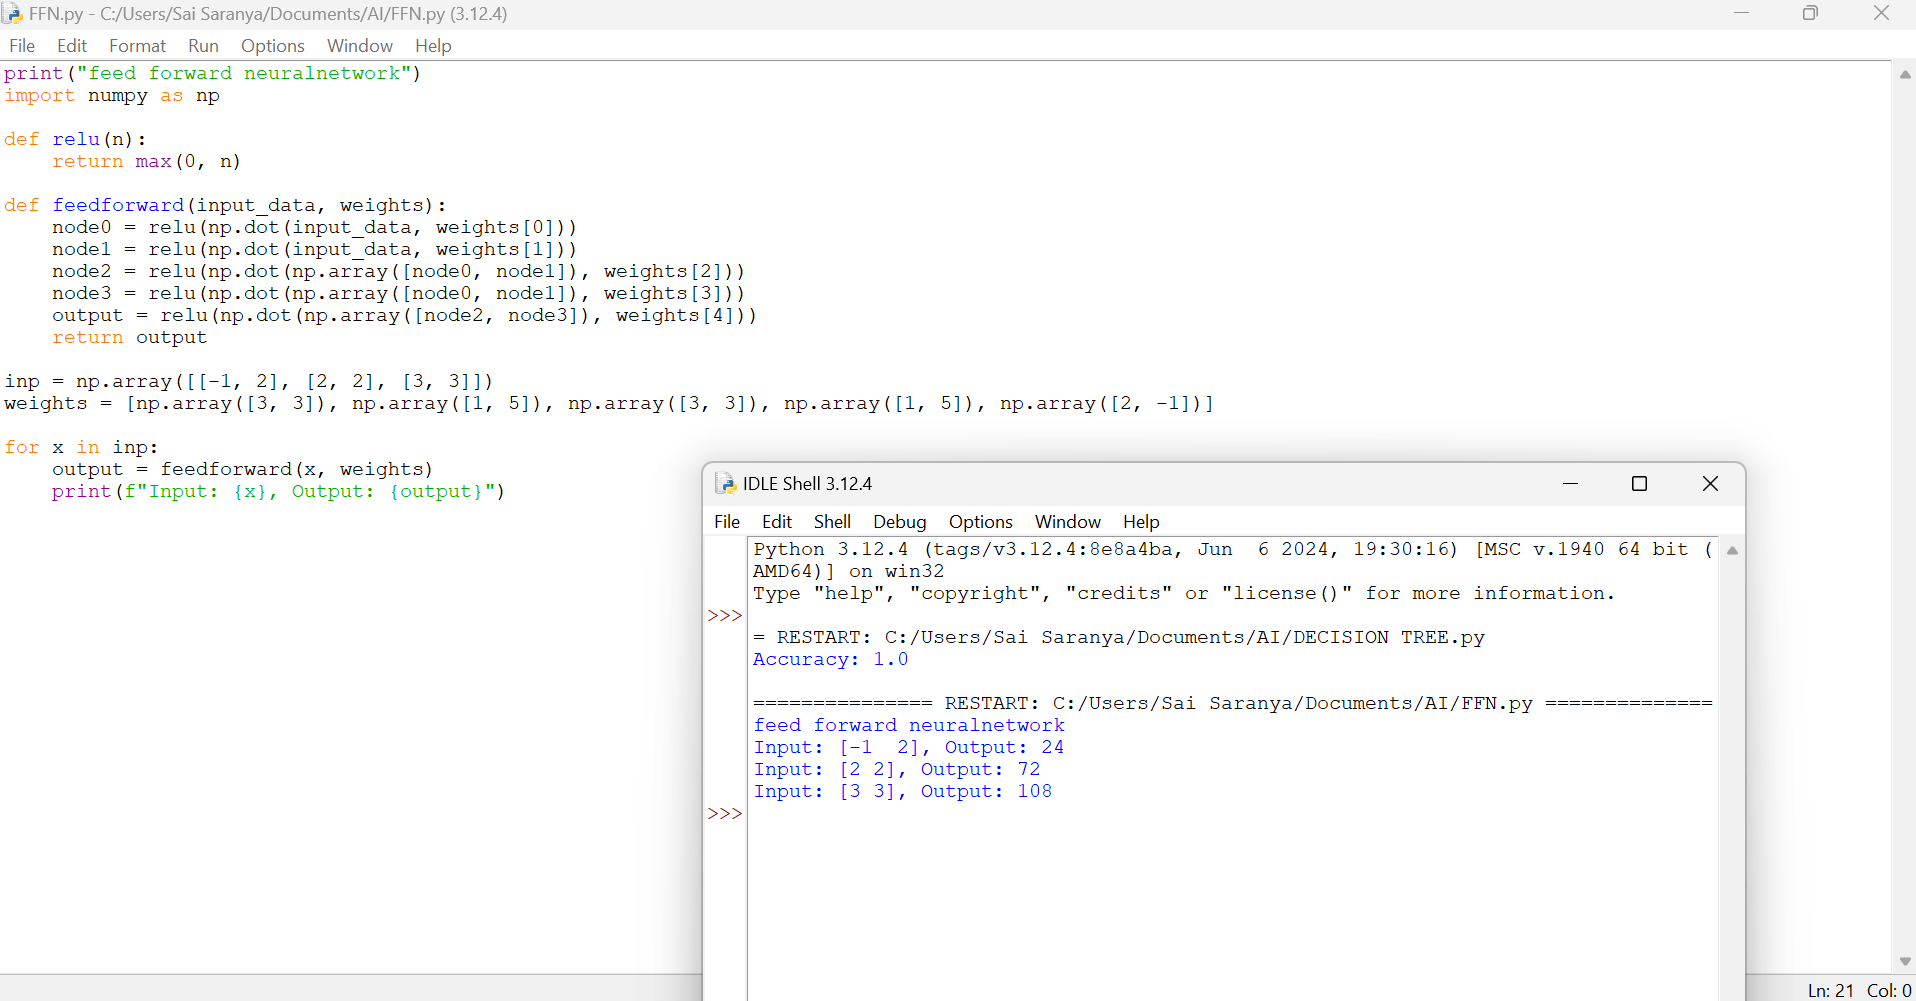 FFN.py - C:/Users/Sai Saranya/Documents/AI/FFN.py (3.12.4)
File Edit Format Run Options Window Help
print("feed forward neuralnetwork")
import numpy as np
def relu(n):
    return max(0, n)
def feedforward(input_data, weights):
    node0 = relu(np.dot(input_data, weights[0]))
    node1 = relu(np.dot(input_data, weights[1]))
    node2 = relu(np.dot(np.array([node0, node1]), weights[2]))
    node3 = relu(np.dot(np.array([node0, node1]), weights[3]))
    output = relu(np.dot(np.array([node2, node3]), weights[4]))
    return output
inp = np.array([[-1, 2], [2, 2], [3, 3]])
weights = [np.array([3, 3]), np.array([1, 5]), np.array([3, 3]), np.array([1, 5]), np.array([2, -1])]
for x in inp:
    output = feedforward(x, weights)
    print(f"Input: {x}, Output: {output}")
IDLE Shell 3.12.4
File Edit Shell Debug Options Window Help
Python 3.12.4 (tags/v3.12.4:8e8a4ba, Jun  6 2024, 19:30:16) [MSC v.1940 64 bit (
AMD64)] on win32
Type "help", "copyright", "credits" or "license()" for more information.
>>>
= RESTART: C:/Users/Sai Saranya/Documents/AI/DECISION TREE.py
Accuracy: 1.0
=============== RESTART: C:/Users/Sai Saranya/Documents/AI/FFN.py ==============
feed forward neuralnetwork
Input: [-1  2], Output: 24
Input: [2 2], Output: 72
Input: [3 3], Output: 108
>>>
Ln: 21 Col: 0